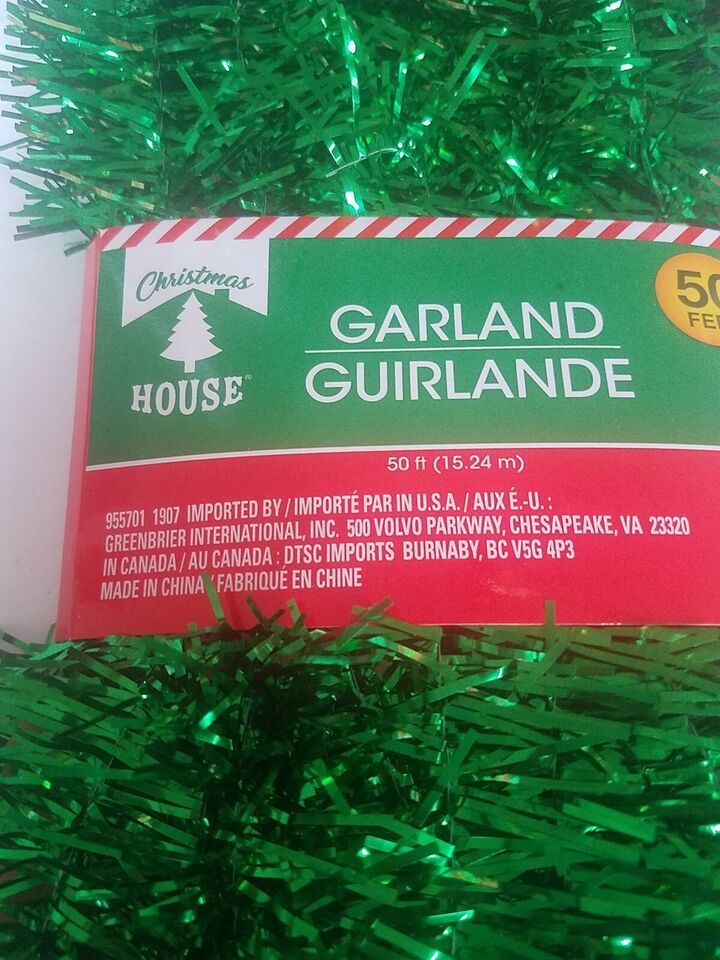 Christmas
HOUSE®
GARLAND
GUIRLANDE
50 ft (15.24 m)
955701 1907 IMPORTED BY / IMPORTÉ PAR IN U.S.A. / AUX É.-U. :
GREENBRIER INTERNATIONAL, INC. 500 VOLVO PARKWAY, CHESAPEAKE, VA 23320
IN CANADA / AU CANADA : DTSC IMPORTS BURNABY, BC V5G 4P3
MADE IN CHINA / FABRIQUÉ EN CHINE